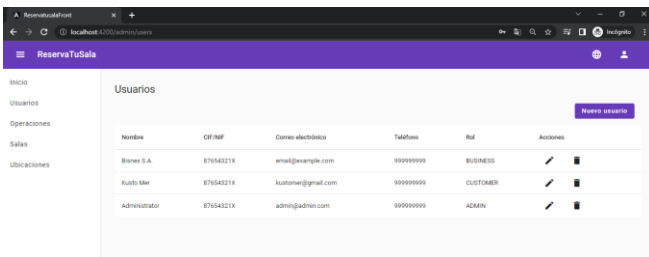 ReservatusalaFront
localhost:4200/admin/users
Incógnito
ReservaTuSala
Inicio
Usuarios
Operaciones
Salas
Ubicaciones
Usuarios
Nuevo usuario
Nombre CIF/NIF Correo electrónico Teléfono Rol Acciones
Bisnes S.A. 87654321X email@example.com 999999999 BUSINESS
Kusto Mer 87654321X kustomer@gmail.com 999999999 CUSTOMER
Administrator 87654321X admin@admin.com 999999999 ADMIN